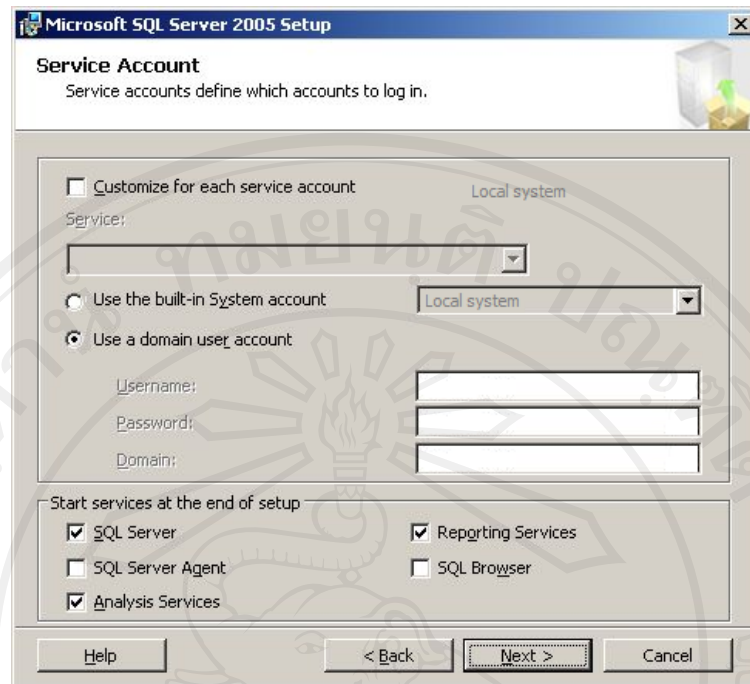 Microsoft SQL Server 2005 Setup
Service Account
Service accounts define which accounts to log in.
Customize for each service account
Local system
Service:
Use the built-in System account
Local system
Use a domain user account
Username:
Password:
Domain:
Start services at the end of setup
SQL Server
Reporting Services
SQL Server Agent
SQL Browser
Analysis Services
Help
< Back
Next >
Cancel